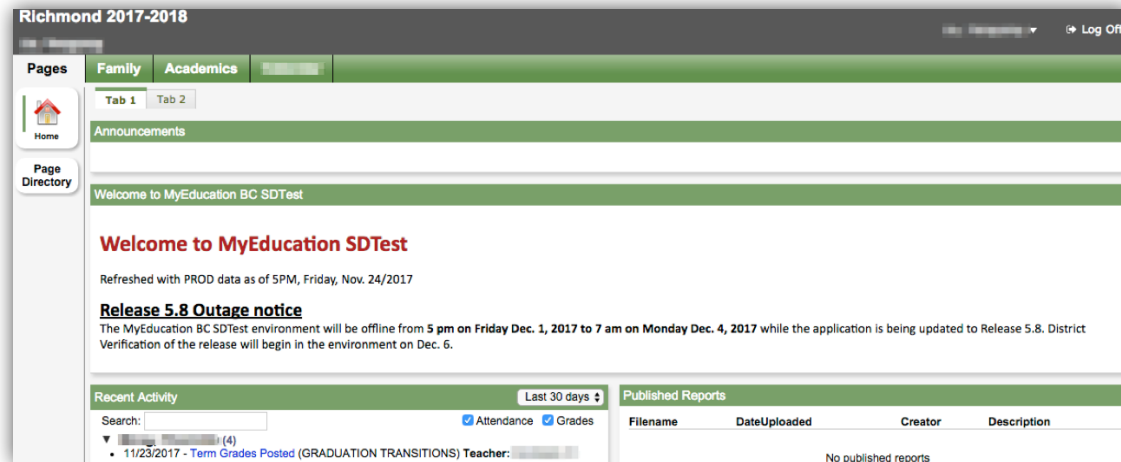 Richmond 2017-2018
Log Off
Pages Family Academics
Tab 1 Tab 2
Home
Announcements
Page Directory
Welcome to MyEducation BC SDTest
Welcome to MyEducation SDTest
Refreshed with PROD data as of 5PM, Friday, Nov. 24/2017
Release 5.8 Outage notice
The MyEducation BC SDTest environment will be offline from 5 pm on Friday Dec. 1, 2017 to 7 am on Monday Dec. 4, 2017 while the application is being updated to Release 5.8. District
Verification of the release will begin in the environment on Dec. 6.
Recent Activity Last 30 days
Search: Attendance Grades
(4)
11/23/2017 - Term Grades Posted (GRADUATION TRANSITIONS) Teacher:
Published Reports
Filename DateUploaded Creator Description
No published reports